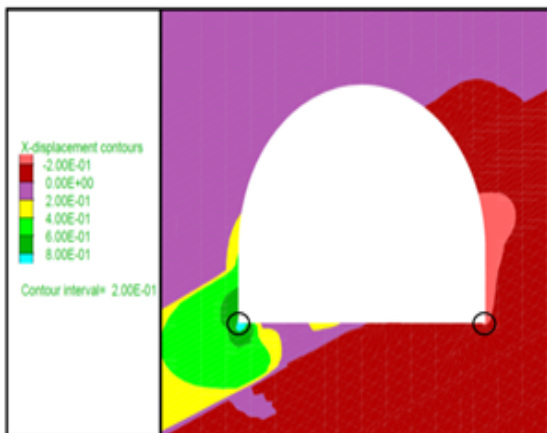 X-displacement contours
-2.00E-01
0.00E+00
2.00E-01
4.00E-01
6.00E-01
8.00E-01
Contour interval= 2.00E-01